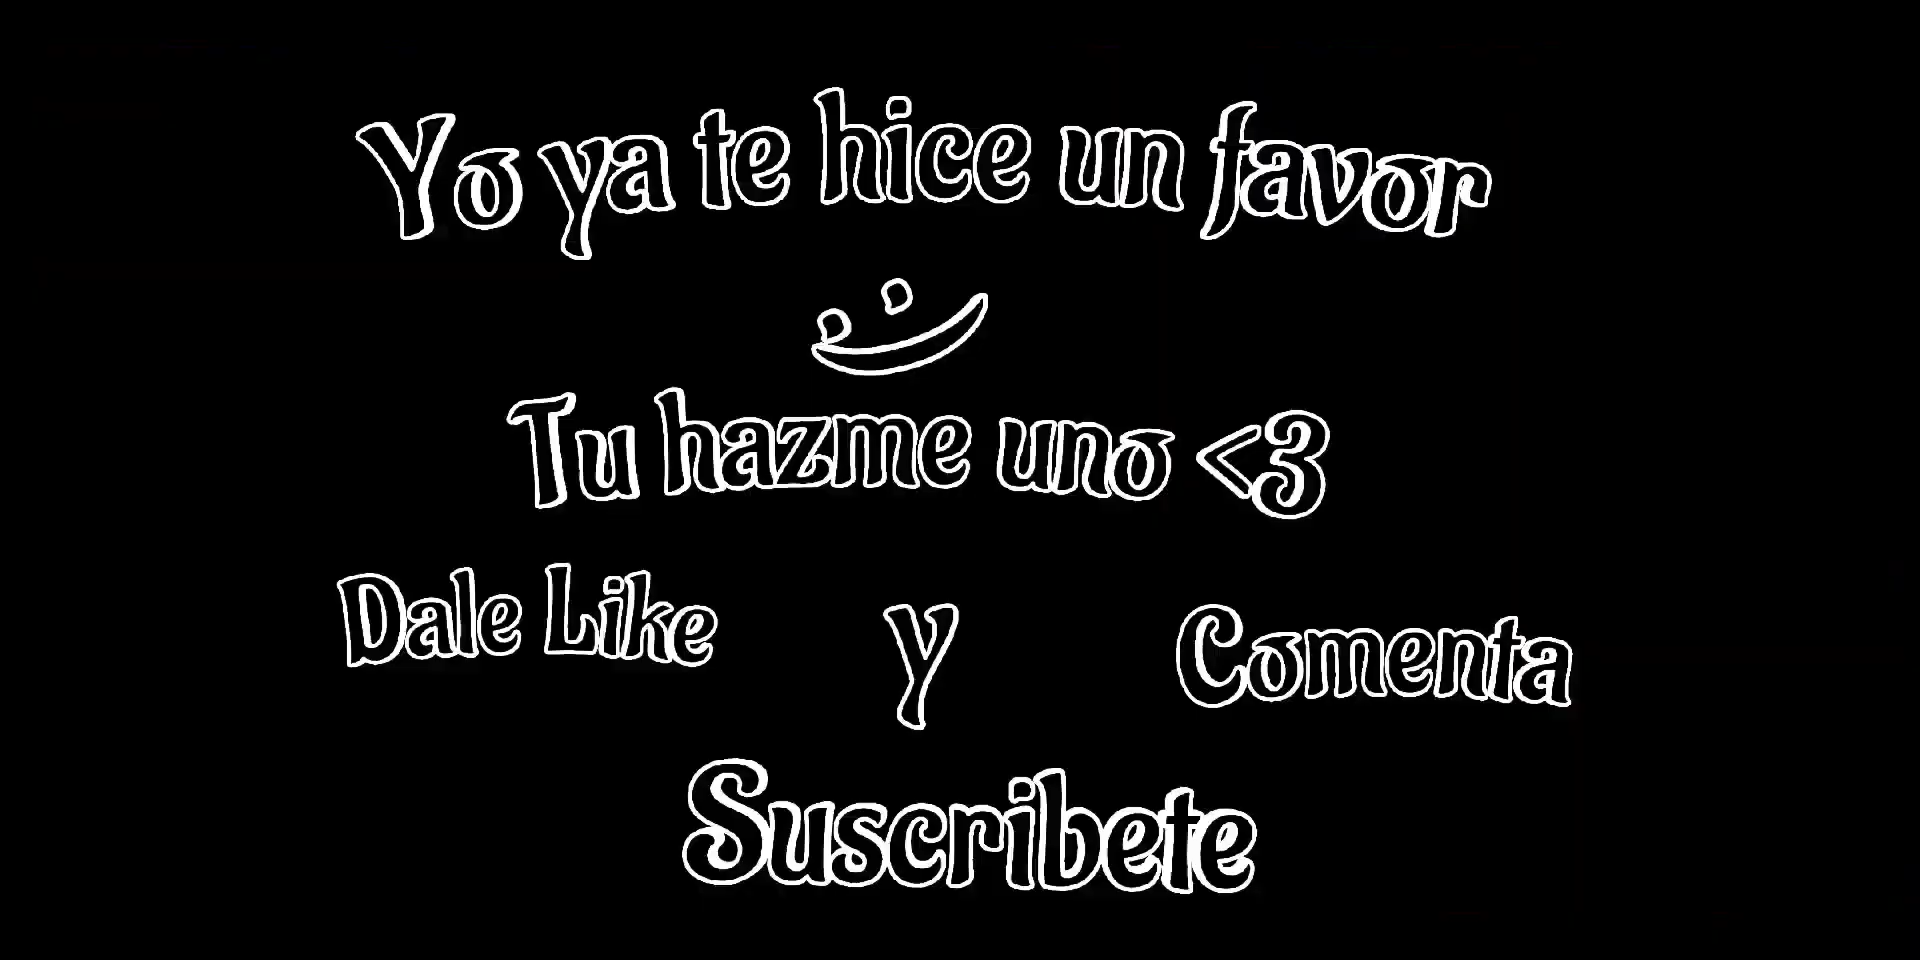 Yo ya te hice un favor
:)
Tu hazme uno <3
Dale Like y Comenta
Suscribete